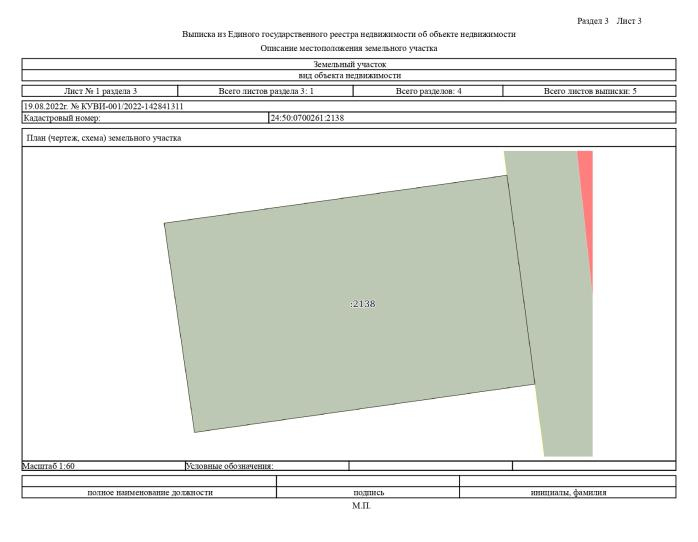 Раздел 3 Лист 3
Выписка из Единого государственного реестра недвижимости об объекте недвижимости
Описание местоположения земельного участка
Земельный участок
вид объекта недвижимости
Лист № 1 раздела 3 Всего листов раздела 3: 1 Всего разделов: 4 Всего листов выписки: 5
19.08.2022г. № КУВИ-001/2022-142841311
Кадастровый номер: 24:50:0700261:2138
План (чертеж, схема) земельного участка
:2138
Масштаб 1:60 Условные обозначения:
полное наименование должности подпись инициалы, фамилия
М.П.